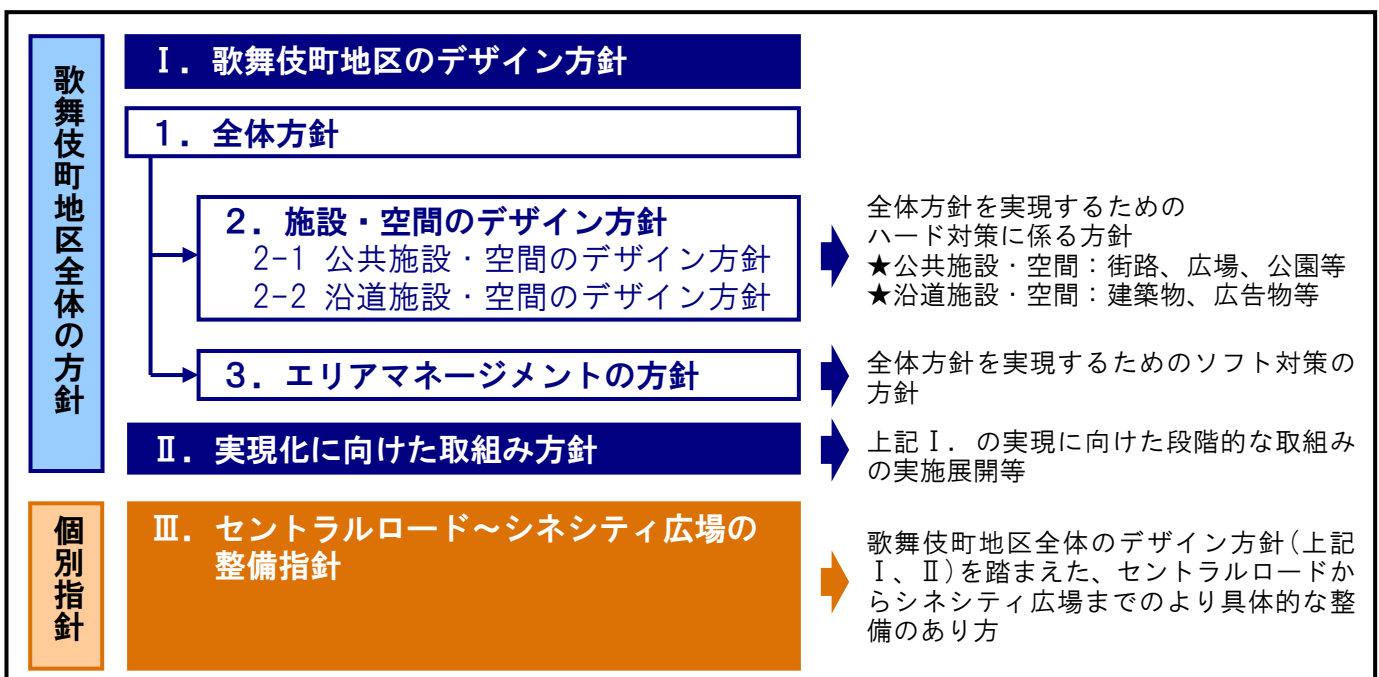 歌舞伎町地区全体の方針
Ⅰ．歌舞伎町地区のデザイン方針
１．全体方針
２．施設・空間のデザイン方針
2-1 公共施設・空間のデザイン方針
2-2 沿道施設・空間のデザイン方針
全体方針を実現するための
ハード対策に係る方針
★公共施設・空間：街路、広場、公園等
★沿道施設・空間：建築物、広告物等
３．エリアマネージメントの方針
全体方針を実現するためのソフト対策の
方針
Ⅱ．実現化に向けた取組み方針
上記Ⅰ．の実現に向けた段階的な取組み
の実施展開等
個別指針
Ⅲ．セントラルロード～シネシティ広場の
整備指針
歌舞伎町地区全体のデザイン方針(上記
Ⅰ、Ⅱ)を踏まえた、セントラルロードか
らシネシティ広場までのより具体的な整
備のあり方